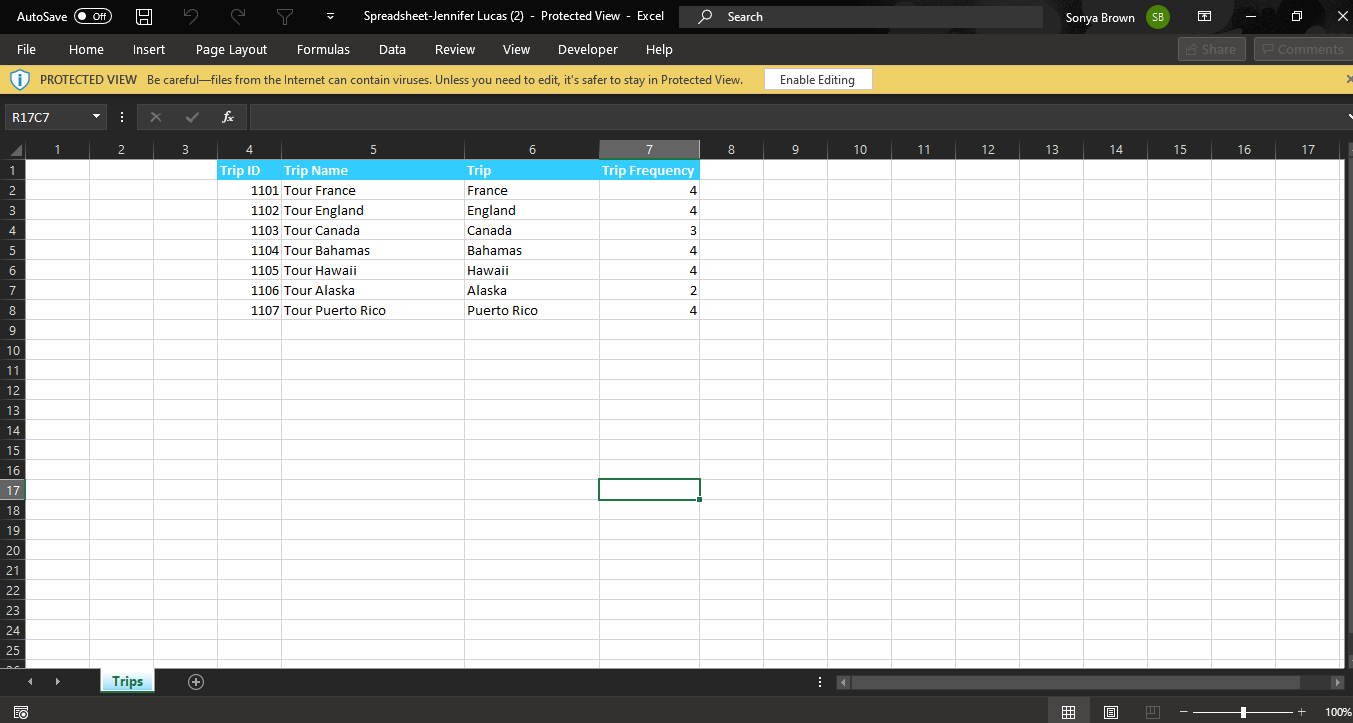 AutoSave Off Spreadsheet-Jennifer Lucas (2) - Protected View - Excel Search Sonya Brown SB
File Home Insert Page Layout Formulas Data Review View Developer Help Share Comments
PROTECTED VIEW Be careful—files from the Internet can contain viruses. Unless you need to edit, it's safer to stay in Protected View. Enable Editing
R17C7 fx
1 2 3 4 5 6 7 8 9 10 11 12 13 14 15 16 17
1 Trip ID Trip Name Trip Trip Frequency
2 1101 Tour France France 4
3 1102 Tour England England 4
4 1103 Tour Canada Canada 3
5 1104 Tour Bahamas Bahamas 4
6 1105 Tour Hawaii Hawaii 4
7 1106 Tour Alaska Alaska 2
8 1107 Tour Puerto Rico Puerto Rico 4
9
10
11
12
13
14
15
16
17
18
19
20
21
22
23
24
25
26
Trips
100%